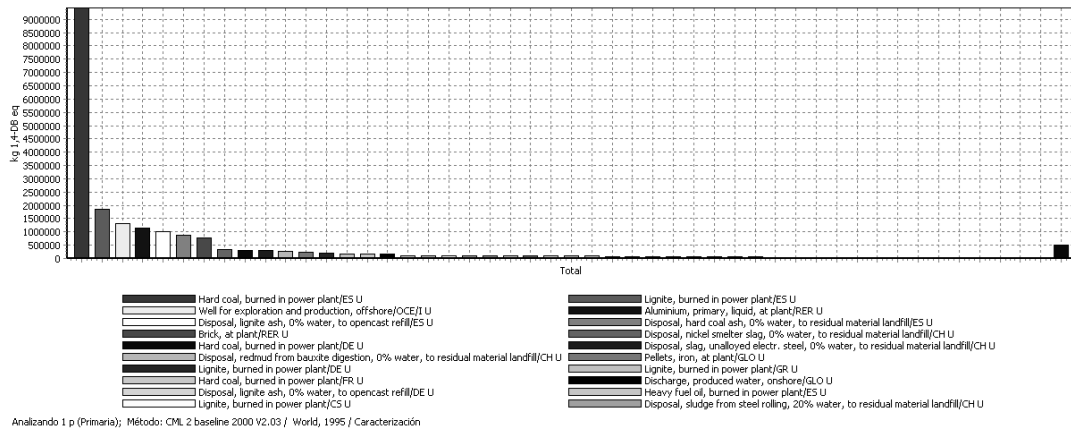 9000000
8500000
8000000
7500000
7000000
6500000
6000000
5500000
5000000
4500000
4000000
3500000
3000000
2500000
2000000
1500000
1000000
500000
0
kg 1,4-DB eq
Total
Hard coal, burned in power plant/ES U
Lignite, burned in power plant/ES U
Well for exploration and production, offshore/OCE/I U
Aluminium, primary, liquid, at plant/RER U
Disposal, lignite ash, 0% water, to opencast refill/ES U
Disposal, hard coal ash, 0% water, to residual material landfill/ES U
Brick, at plant/RER U
Disposal, nickel smelter slag, 0% water, to residual material landfill/CH U
Hard coal, burned in power plant/DE U
Disposal, slag, unalloyed electr. steel, 0% water, to residual material landfill/CH U
Disposal, redmud from bauxite digestion, 0% water, to residual material landfill/CH U
Pellets, iron, at plant/GLO U
Lignite, burned in power plant/DE U
Lignite, burned in power plant/GR U
Hard coal, burned in power plant/FR U
Discharge, produced water, onshore/GLO U
Disposal, lignite ash, 0% water, to opencast refill/DE U
Heavy fuel oil, burned in power plant/ES U
Lignite, burned in power plant/CS U
Disposal, sludge from steel rolling, 20% water, to residual material landfill/CH U
Analizando 1 p (Primaria); Método: CML 2 baseline 2000 V2.03 / World, 1995 / Caracterización